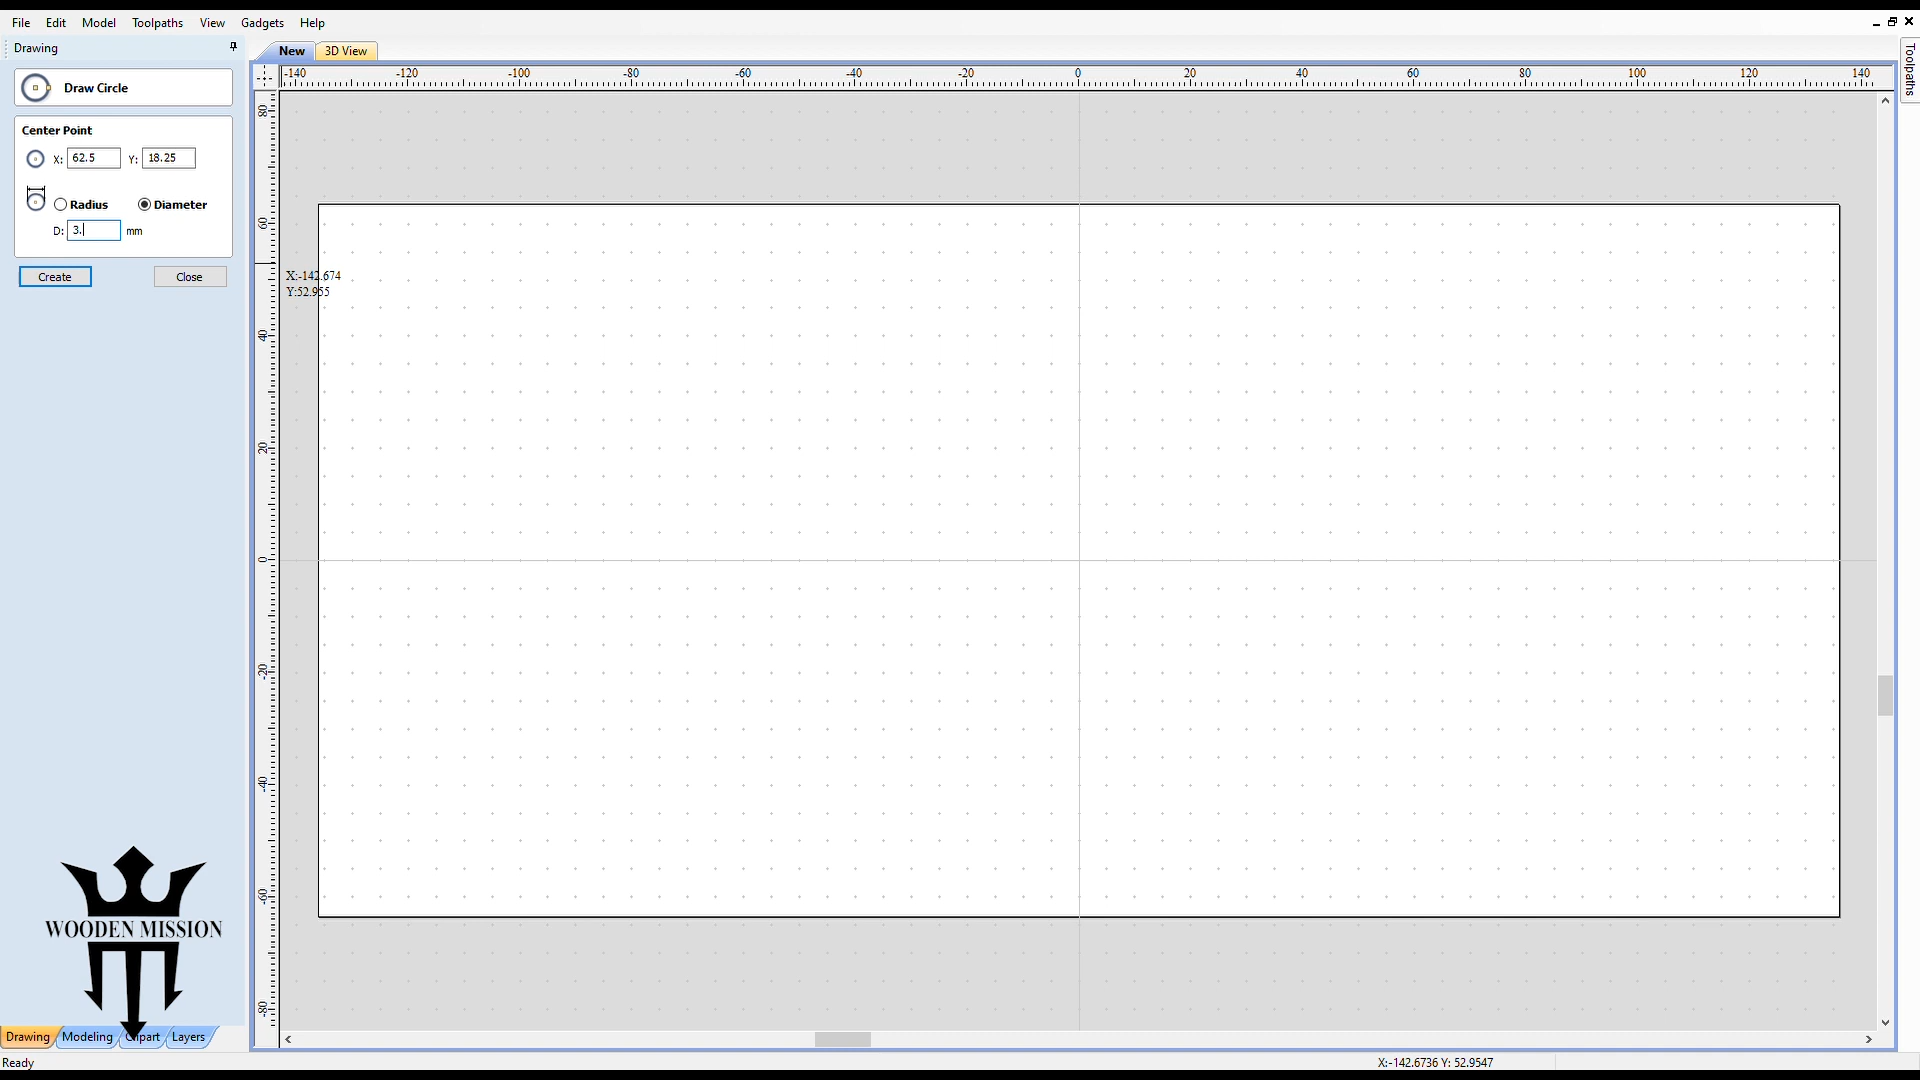 File Edit Model Toolpaths View Gadgets Help
Drawing
New 3D View
Toolpaths
Draw Circle
-140 -120 -100 -80 -60 -40 -20 0 20 40 60 80 100 120 140
Center Point
X: 62.5 Y: 18.25
Radius Diameter
D: 3. mm
Create Close
X:-142.674
Y:52.955
80
60
40
20
0
-20
-40
-60
-80
WOODEN MISSION
Drawing Modeling Clipart Layers
Ready
X:-142.6736 Y: 52.9547